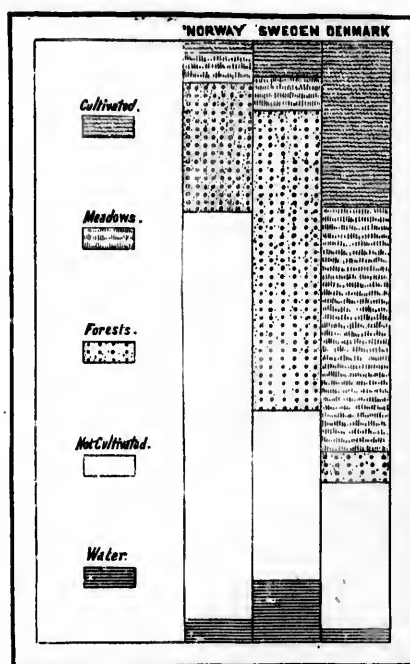 NORWAY SWEDEN DENMARK
Cultivated.
Meadows.
Forests.
Not Cultivated.
Water.